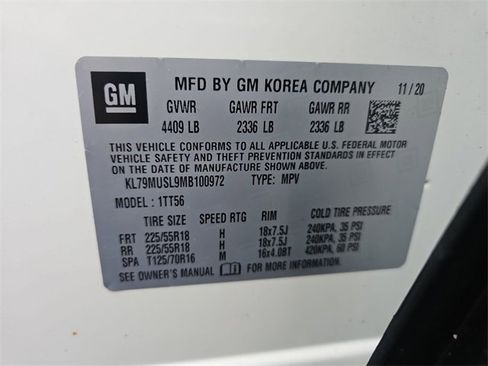 GM
MFD BY GM KOREA COMPANY 11/20
GVWR GAWR FRT GAWR RR
4409 LB 2336 LB 2336 LB
THIS VEHICLE CONFORMS TO ALL APPLICABLE U.S. FEDERAL MOTOR
VEHICLE SAFETY AND THEFT PREVENTION STANDARDS IN EFFECT ON
THE DATE OF MANUFACTURE SHOWN ABOVE.
KL79MUSL9MB100972 TYPE: MPV
MODEL: 1TT56
TIRE SIZE SPEED RTG RIM COLD TIRE PRESSURE
FRT 225/55R18 H 18x7.5J 240KPA, 35 PSI
RR 225/55R18 H 18x7.5J 240KPA, 35 PSI
SPA T125/70R16 M 16x4.0BT 420KPA, 60 PSI
SEE OWNER'S MANUAL i FOR MORE INFORMATION.